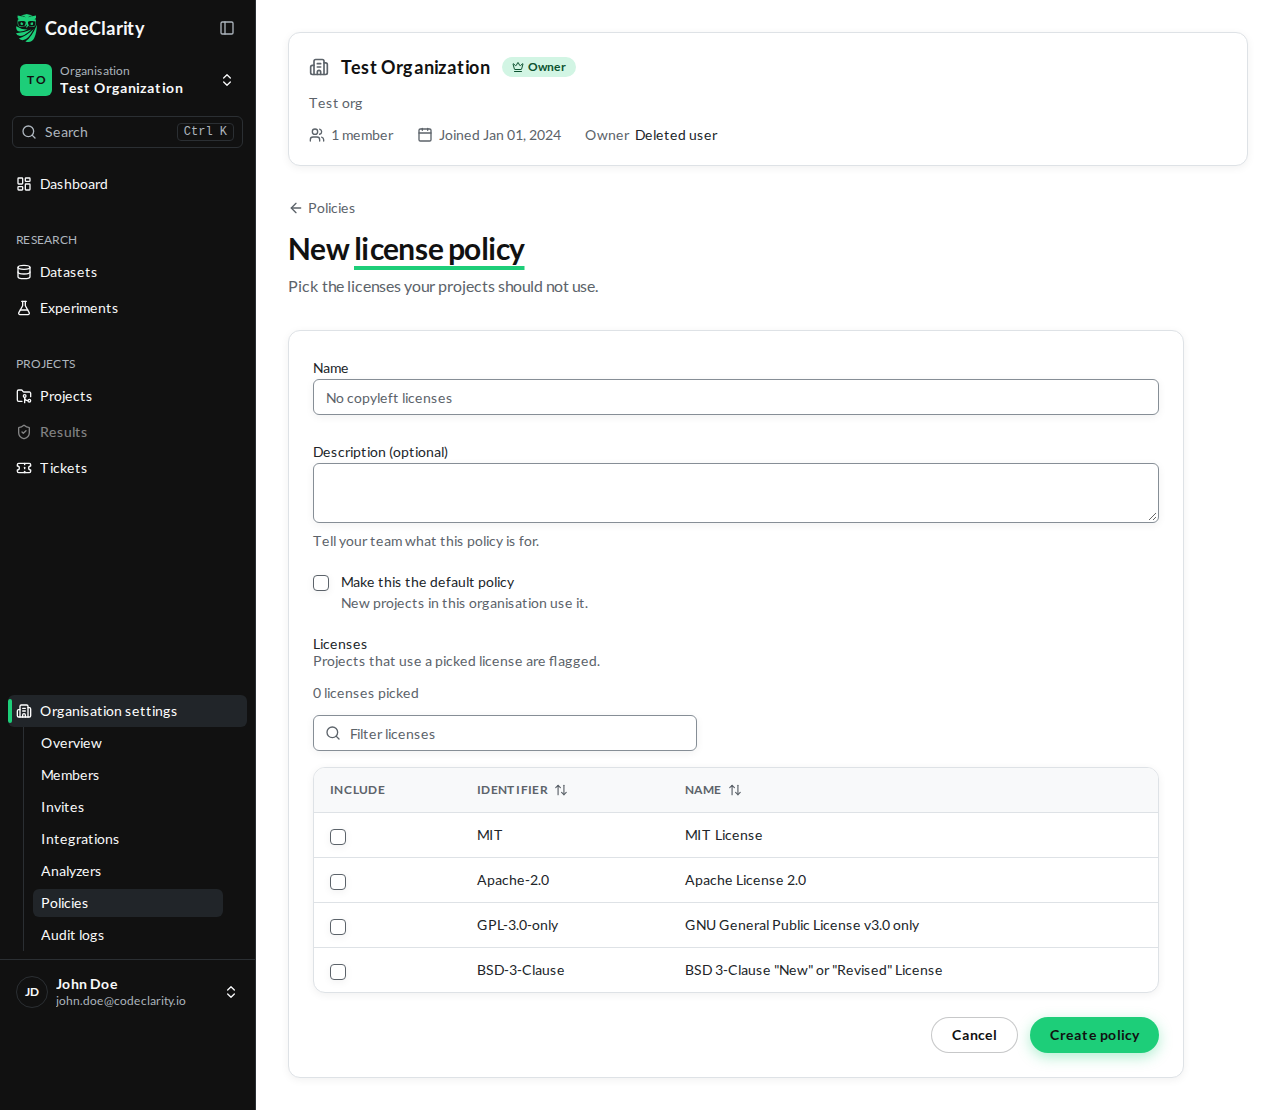 CodeClarity
TO
Organisation
Test Organization
Search
Ctrl K
Dashboard
RESEARCH
Datasets
Experiments
PROJECTS
Projects
Results
Tickets
Organisation settings
Overview
Members
Invites
Integrations
Analyzers
Policies
Audit logs
JD
John Doe
john.doe@codeclarity.io
Test Organization
Owner
Test org
1 member
Joined Jan 01, 2024
Owner Deleted user
Policies
New license policy
Pick the licenses your projects should not use.
Name
No copyleft licenses
Description (optional)
Tell your team what this policy is for.
Make this the default policy
New projects in this organisation use it.
Licenses
Projects that use a picked license are flagged.
0 licenses picked
Filter licenses
INCLUDE IDENTIFIER NAME
MIT MIT License
Apache-2.0 Apache License 2.0
GPL-3.0-only GNU General Public License v3.0 only
BSD-3-Clause BSD 3-Clause "New" or "Revised" License
Cancel
Create policy